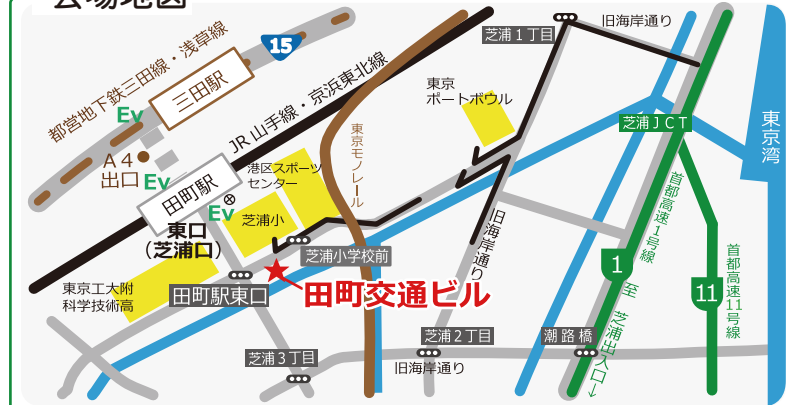 会場地図
15
都営地下鉄三田線・浅草線
三田駅
Ev
A4
出口
Ev
JR山手線・京浜東北線
田町駅
Ev
東口
（芝浦口）
港区スポーツ
センター
芝浦小
東京モノレール
東京
ポートボウル
芝浦1丁目
旧海岸通り
芝浦JCT
東京湾
首都高速1号線
1
至 芝浦出入口↓
11
首都高速11号線
旧海岸通り
芝浦小学校前
田町交通ビル
東京工大附
科学技術高
田町駅東口
芝浦3丁目
芝浦2丁目
旧海岸通り
潮路橋